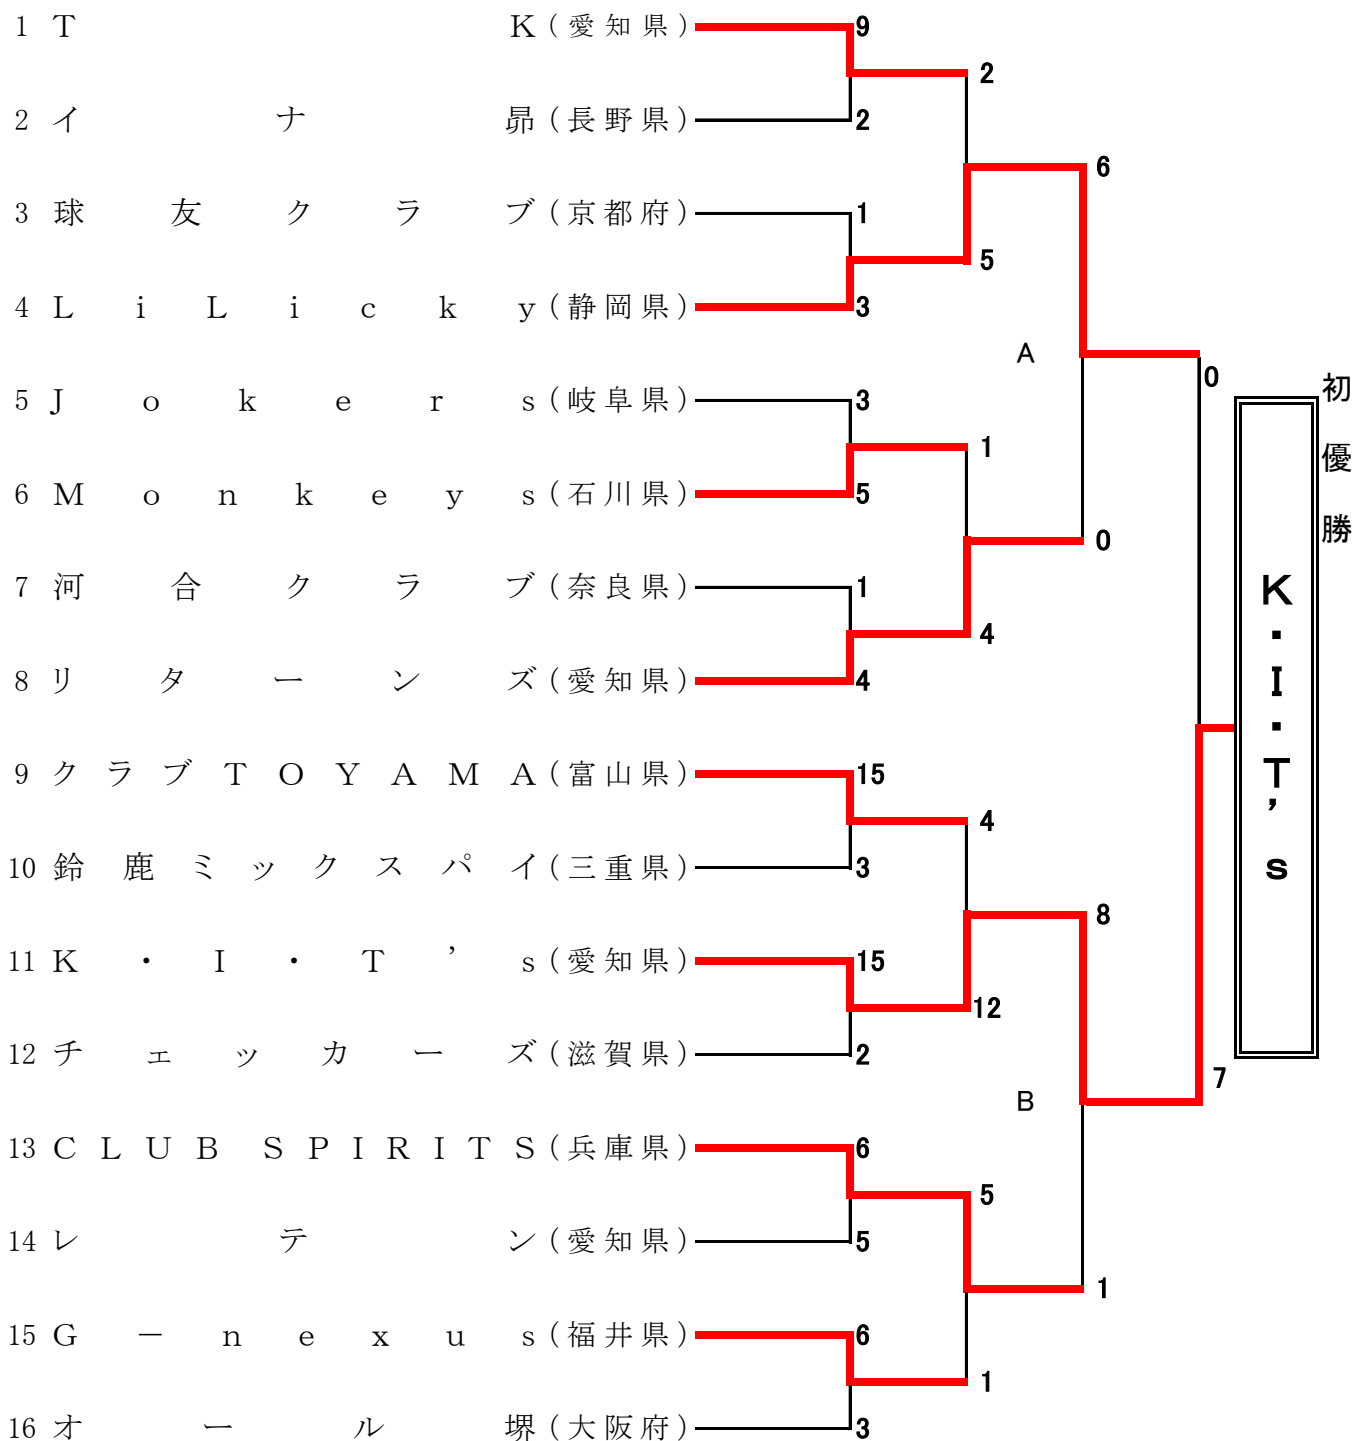 1 TK(愛知県) 9
2
2 イナ昴(長野県) 2
6
3 球友クラブ(京都府) 1
5
4 LiLicky(静岡県) 3
A
0
5 Jokers(岐阜県) 3
1
6 Monkeys(石川県) 5
0
7 河合クラブ(奈良県) 1
4
8 リターンズ(愛知県) 4
初優勝
K・I・T’s
9 クラブTOYAMA(富山県) 15
4
10 鈴鹿ミックスパイ(三重県) 3
8
11 K・I・T’s(愛知県) 15
12
12 チェッカーズ(滋賀県) 2
7
B
13 CLUB SPIRITS(兵庫県) 6
5
14 レテン(愛知県) 5
1
15 G－nexus(福井県) 6
1
16 オール堺(大阪府) 3